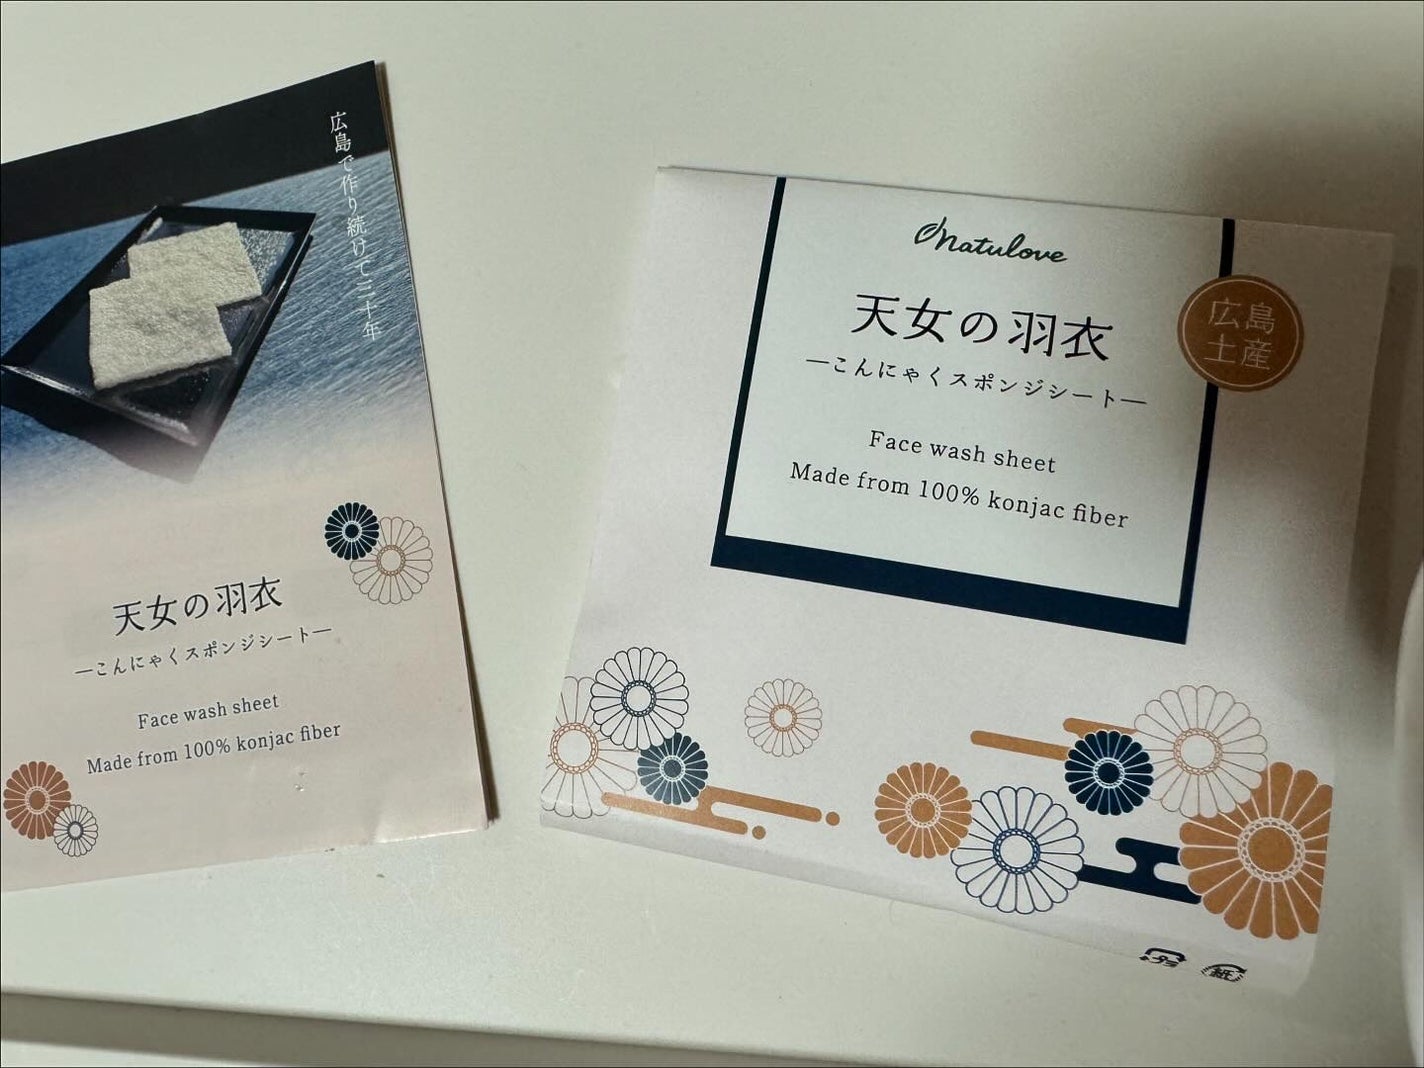 広島で作り続けて三十年
天女の羽衣
―こんにゃくスポンジシート―
Face wash sheet
Made from 100% konjac fiber
natulove
天女の羽衣
―こんにゃくスポンジシート―
Face wash sheet
Made from 100% konjac fiber
広島
土産
プラ
紙